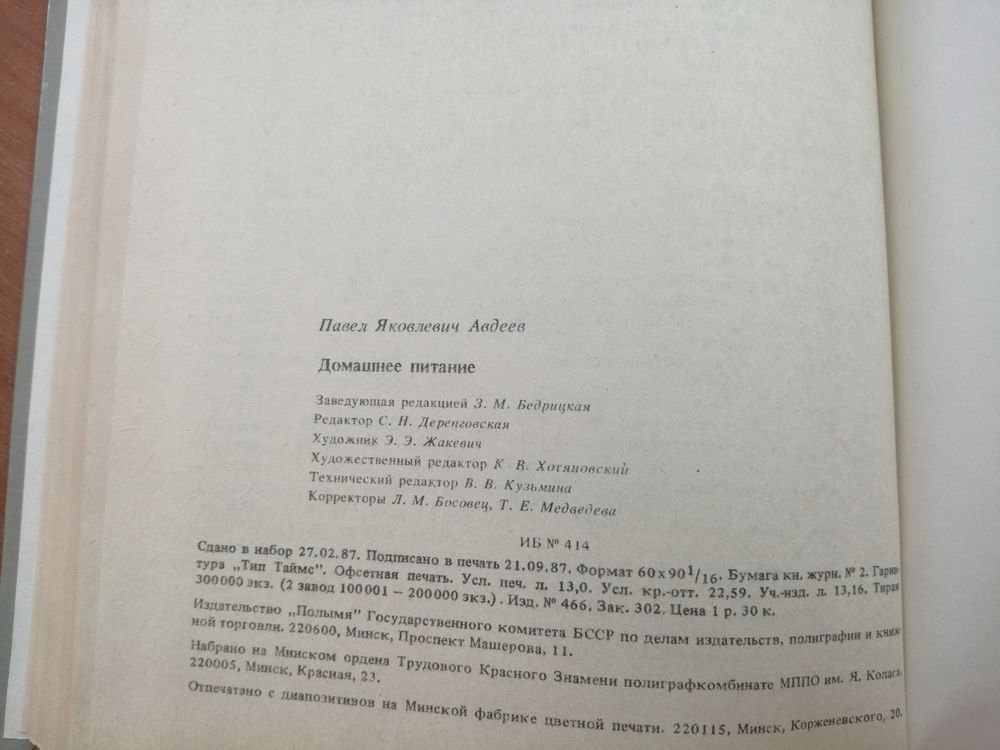 Павел Яковлевич Авдеев
Домашнее питание
Заведующая редакцией З. М. Бедрицкая
Редактор С. Н. Деренговская
Художник Э. Э. Жакевич
Художественный редактор К В. Хотяновский
Технический редактор В. В. Кузьмина
Корректоры Л. М. Босовец, Т. Е. Медведева
ИБ № 414
Сдано в набор 27.02.87. Подписано в печать 21.09.87. Формат 60х90 1/16. Бумага кн. журн. № 2. Гарни-
тура „Тип Таймс". Офсетная печать. Усл. печ. л. 13,0. Усл. кр.-отт. 22,59. Уч.-изд. л. 13,16. Тираж
300000 экз. (2 завод 100001 – 200000 экз.). Изд. № 466. Зак. 302. Цена 1 р. 30 к.
Издательство „Полымя" Государственного комитета БССР по делам издательств, полиграфии и книж-
ной торговли. 220600, Минск, Проспект Машерова, 11.
Набрано на Минском ордена Трудового Красного Знамени полиграфкомбинате МППО им. Я. Коласа.
220005, Минск, Красная, 23.
Отпечатано с диапозитивов на Минской фабрике цветной печати. 220115, Минск, Корженевского, 20.